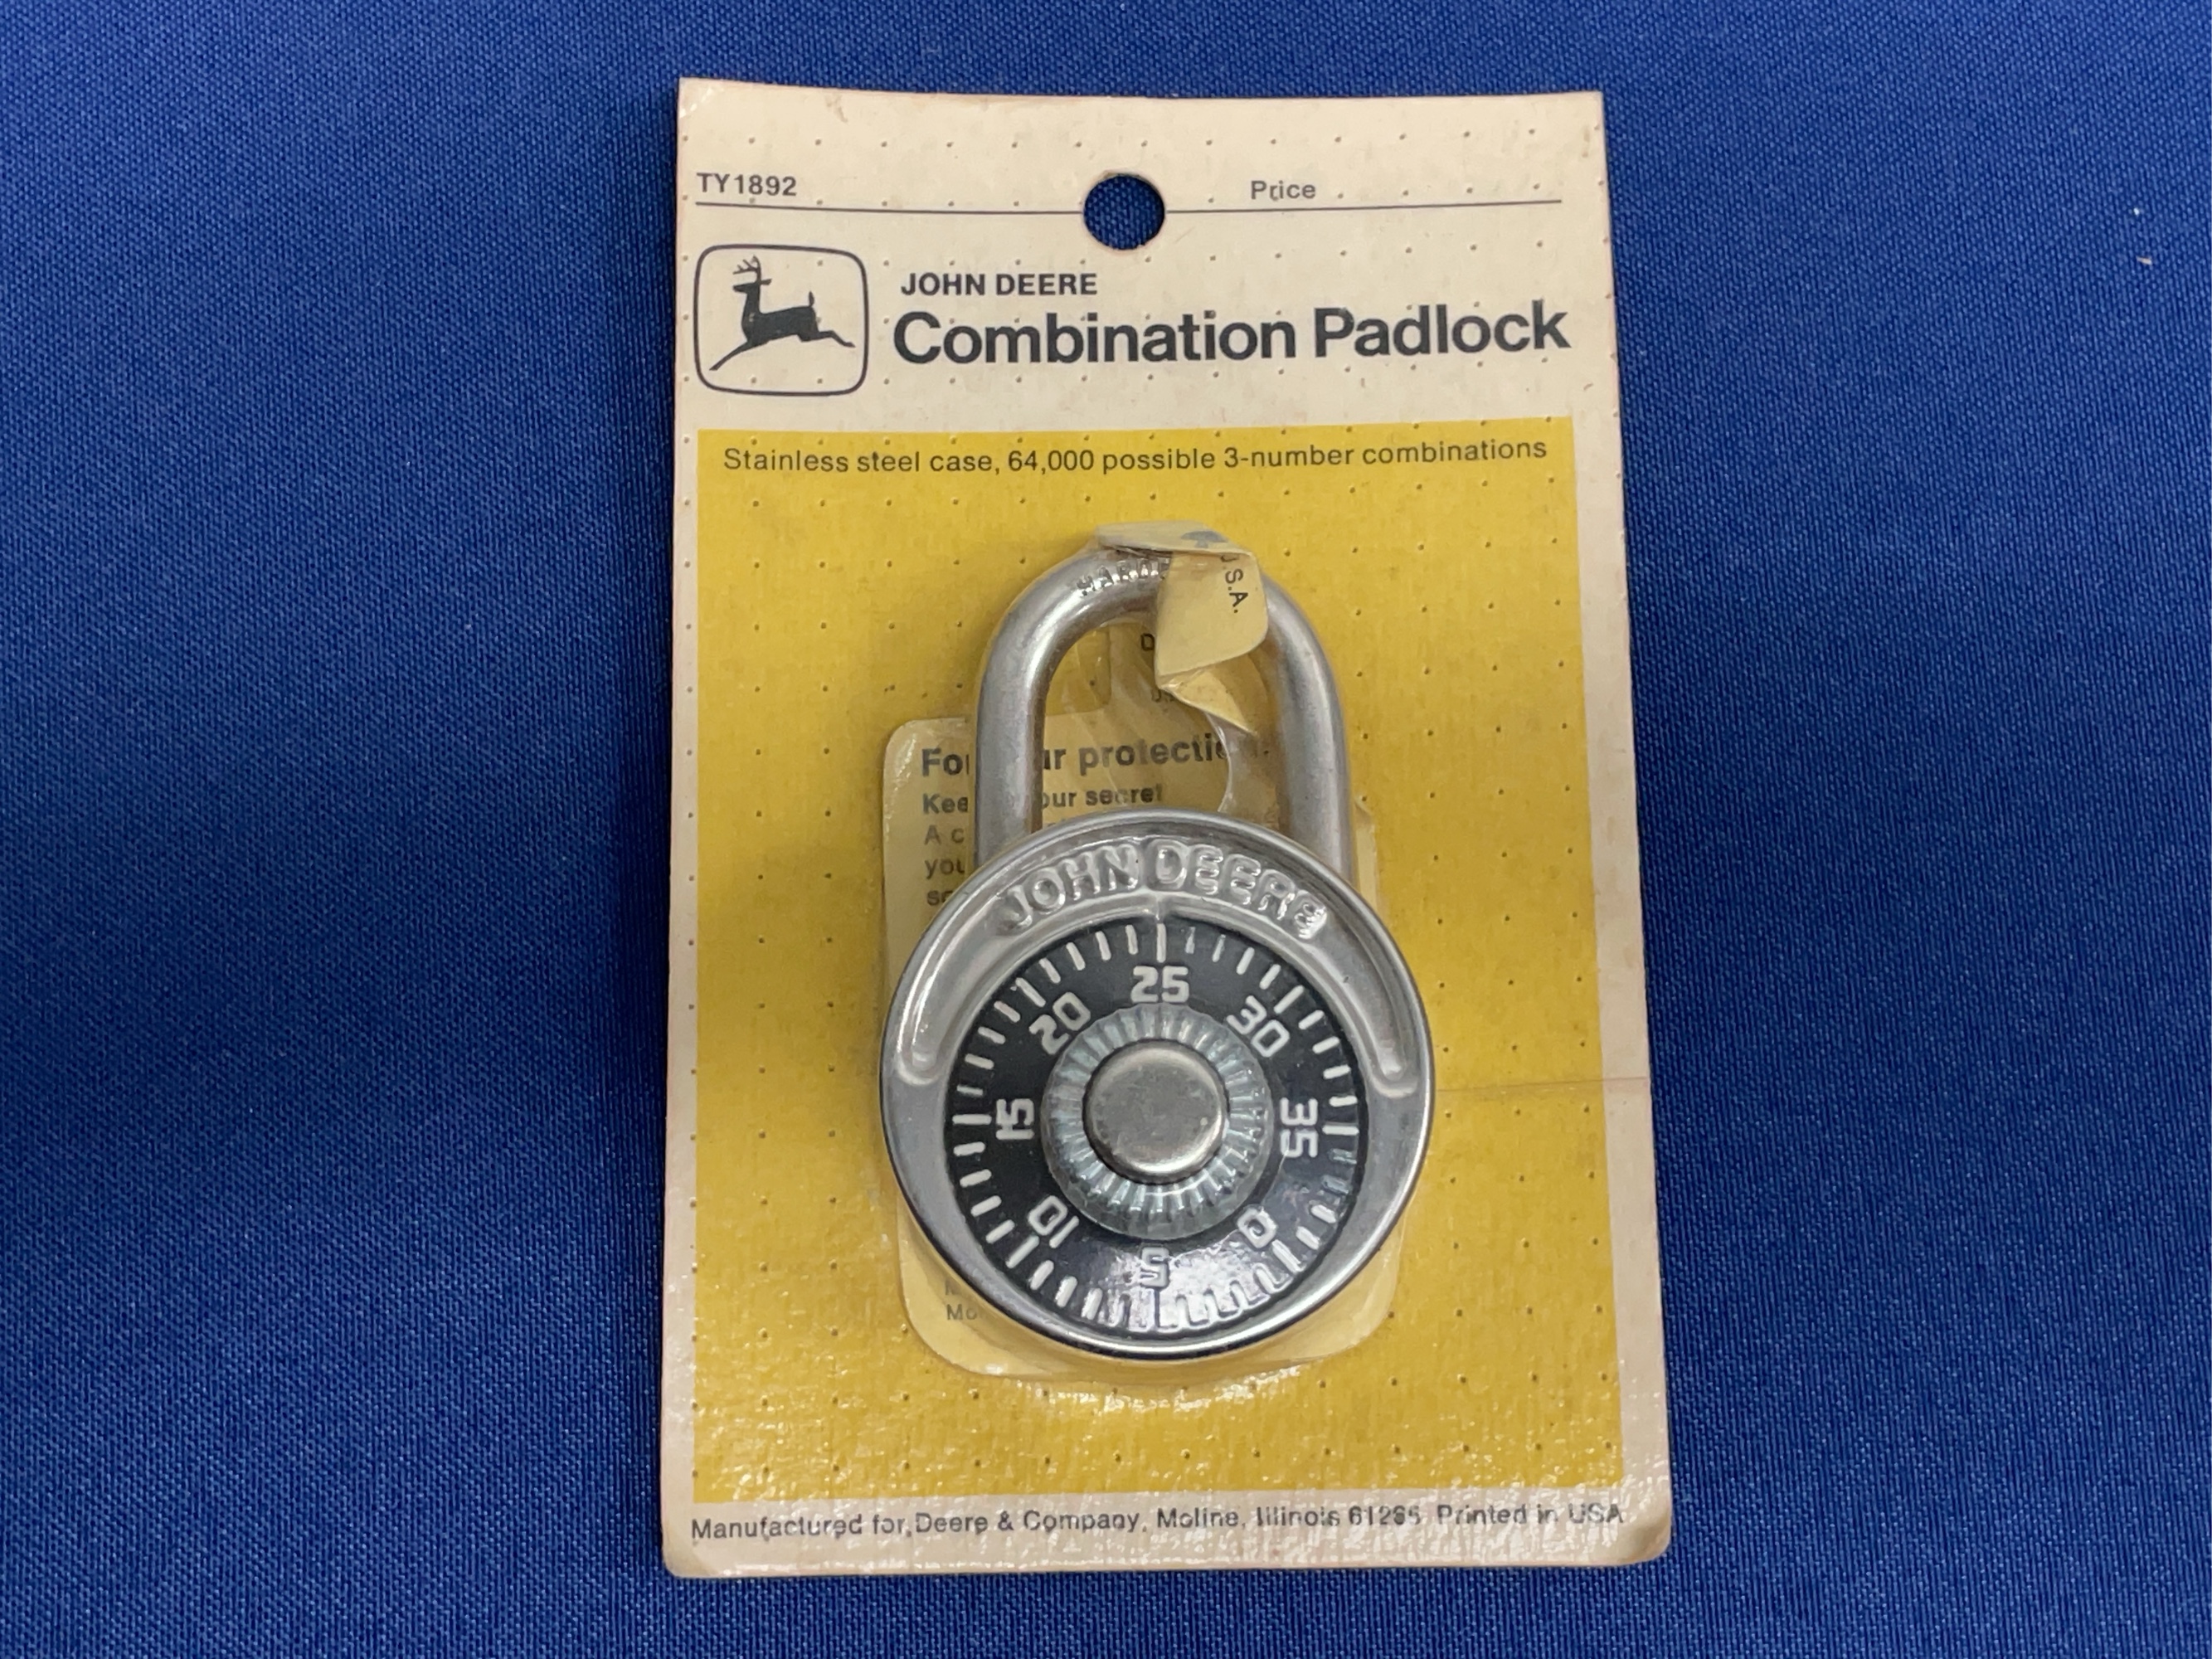 TY1892
Price
JOHN DEERE
Combination Padlock
Stainless steel case, 64,000 possible 3-number combinations
U.S.A.
JOHN DEERE
25
20
30
15
35
10
0
5
Manufactured for Deere & Company, Moline, Illinois 61265 Printed in USA